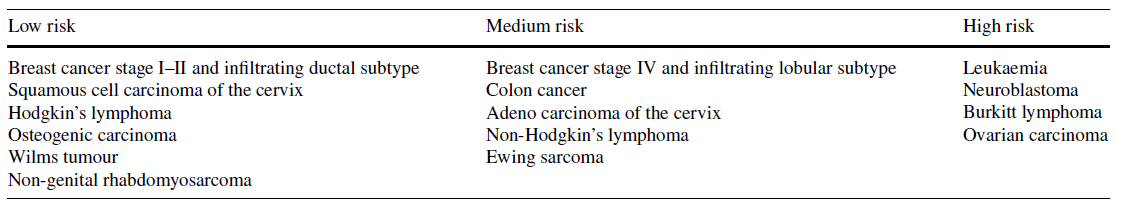 Low risk Medium risk High risk
Breast cancer stage I–II and infiltrating ductal subtype Breast cancer stage IV and infiltrating lobular subtype Leukaemia
Squamous cell carcinoma of the cervix Colon cancer Neuroblastoma
Hodgkin's lymphoma Adeno carcinoma of the cervix Burkitt lymphoma
Osteogenic carcinoma Non-Hodgkin's lymphoma Ovarian carcinoma
Wilms tumour Ewing sarcoma
Non-genital rhabdomyosarcoma